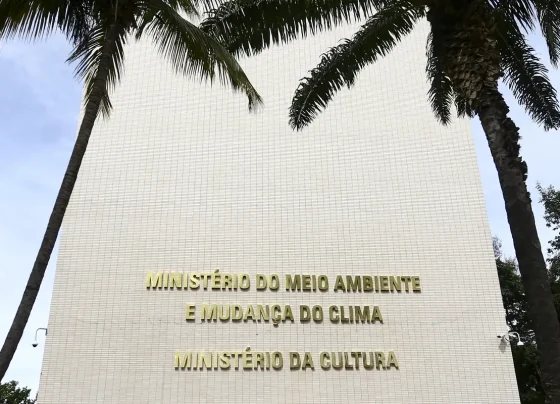 MINISTÉRIO DO MEIO AMBIENTE
E MUDANÇA DO CLIMA
MINISTÉRIO DA CULTURA